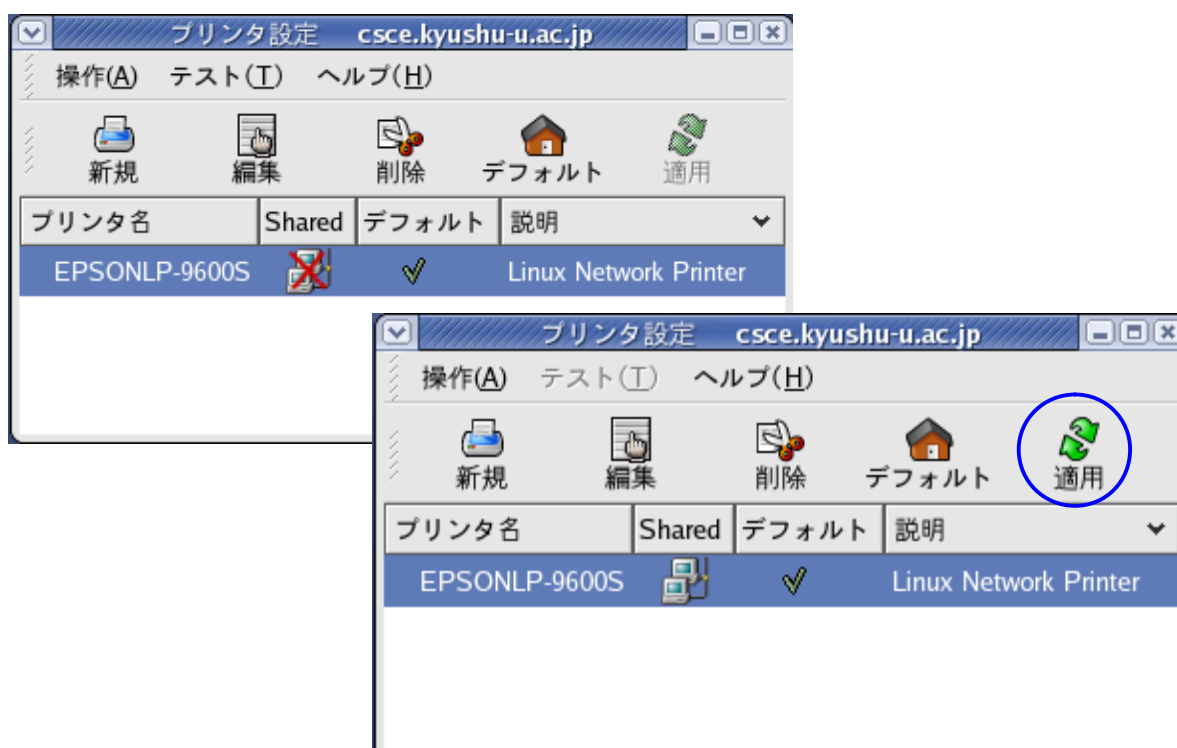 プリンタ設定 csce.kyushu-u.ac.jp
操作(A) テスト(T) ヘルプ(H)
新規 編集 削除 デフォルト 適用
プリンタ名 Shared デフォルト 説明
EPSONLP-9600S Linux Network Printer
プリンタ設定 csce.kyushu-u.ac.jp
操作(A) テスト(T) ヘルプ(H)
新規 編集 削除 デフォルト 適用
プリンタ名 Shared デフォルト 説明
EPSONLP-9600S Linux Network Printer